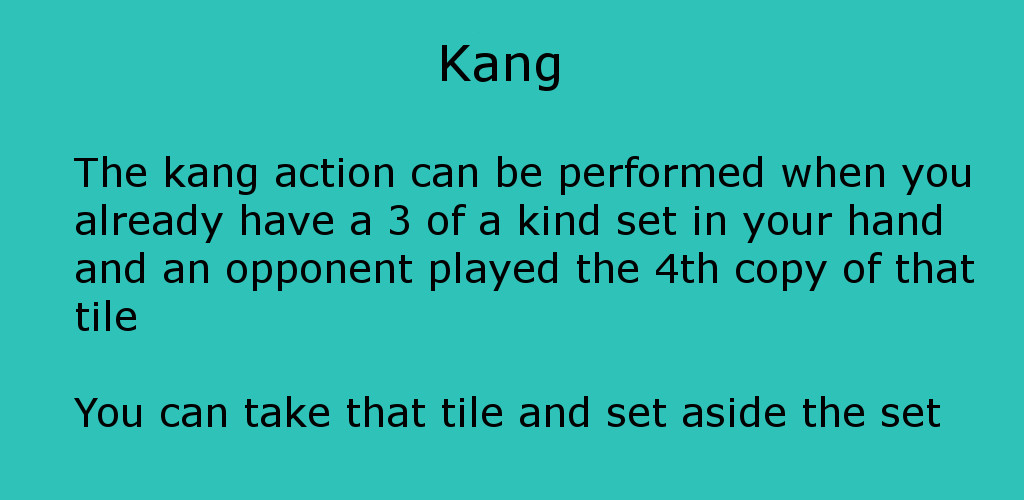 Kang
The kang action can be performed when you
already have a 3 of a kind set in your hand
and an opponent played the 4th copy of that
tile
You can take that tile and set aside the set